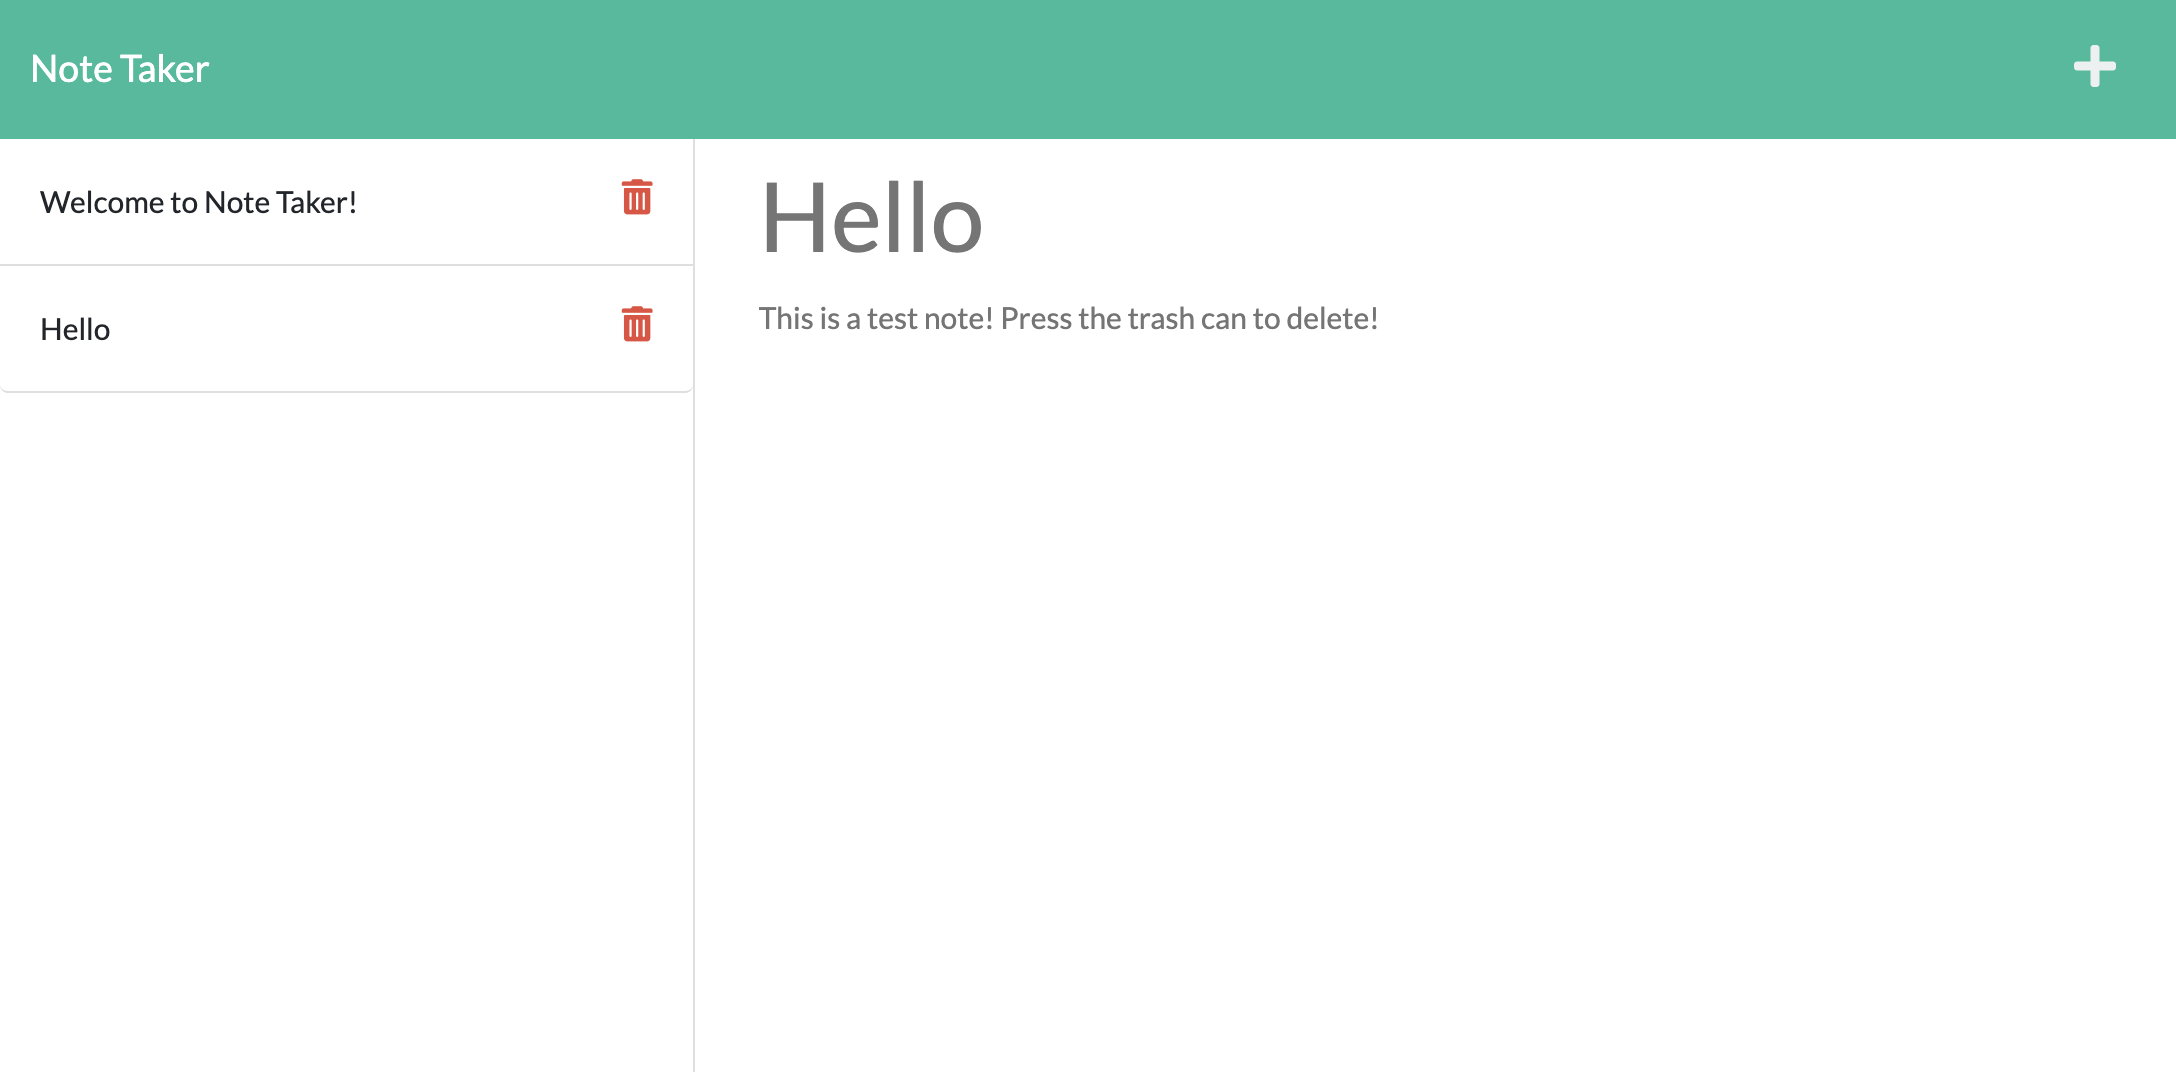 Note Taker
Welcome to Note Taker!
Hello
Hello
This is a test note! Press the trash can to delete!